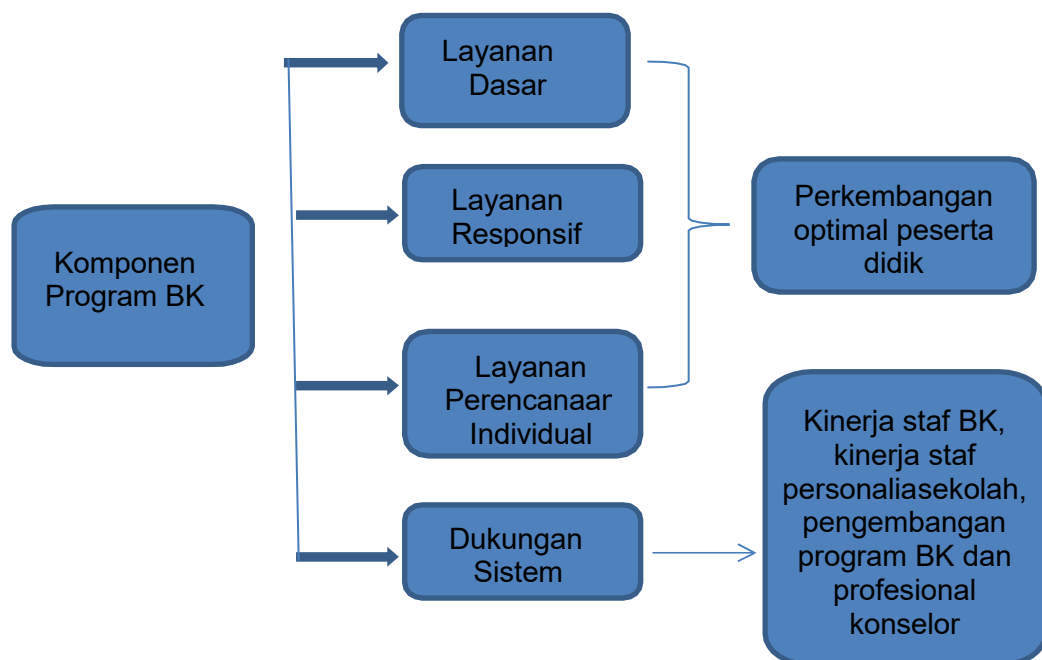 Komponen
Program BK
Layanan
Dasar
Layanan
Responsif
Layanan
Perencanaan
Individual
Dukungan
Sistem
Perkembangan
optimal peserta
didik
Kinerja staf BK,
kinerja staf
personaliasekolah,
pengembangan
program BK dan
profesional
konselor